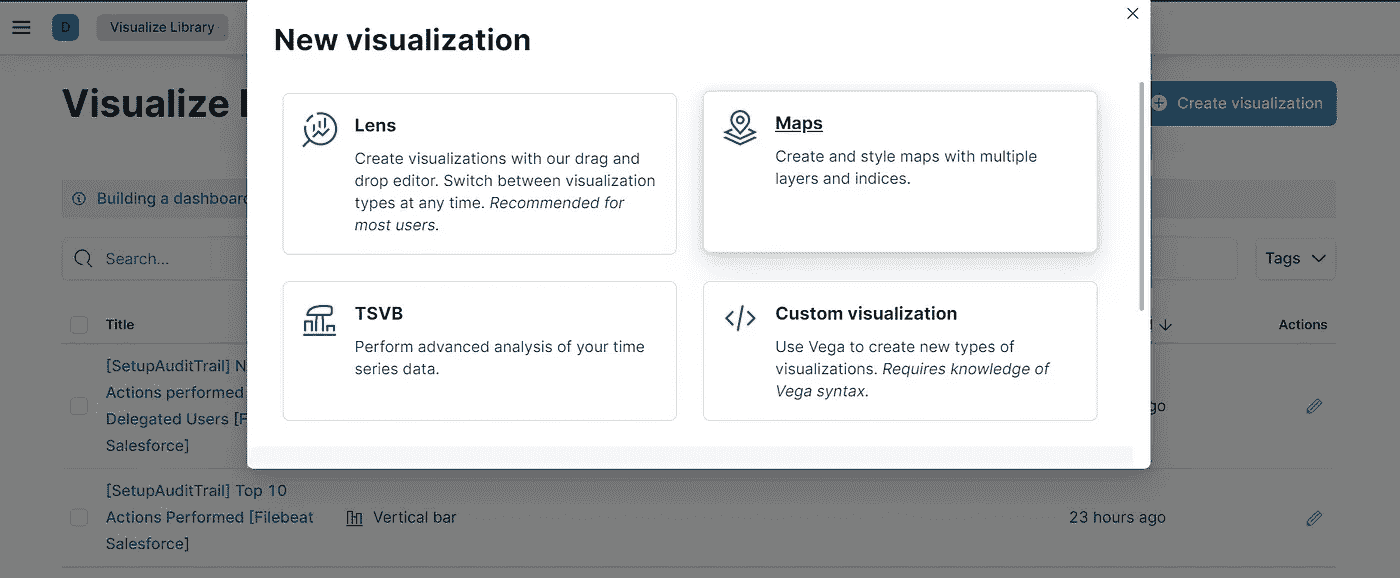 D Visualize Library
New visualization
Visualize
Create visualization
Lens
Create visualizations with our drag and
drop editor. Switch between visualization
types at any time. Recommended for
most users.
Maps
Create and style maps with multiple
layers and indices.
Building a dashboard
Search...
Tags
TSVB
Perform advanced analysis of your time
series data.
Custom visualization
Use Vega to create new types of
visualizations. Requires knowledge of
Vega syntax.
Title
Actions
[SetupAuditTrail]
Actions performed
Delegated Users
Salesforce]
[SetupAuditTrail] Top 10
Actions Performed [Filebeat
Salesforce]
Vertical bar
23 hours ago